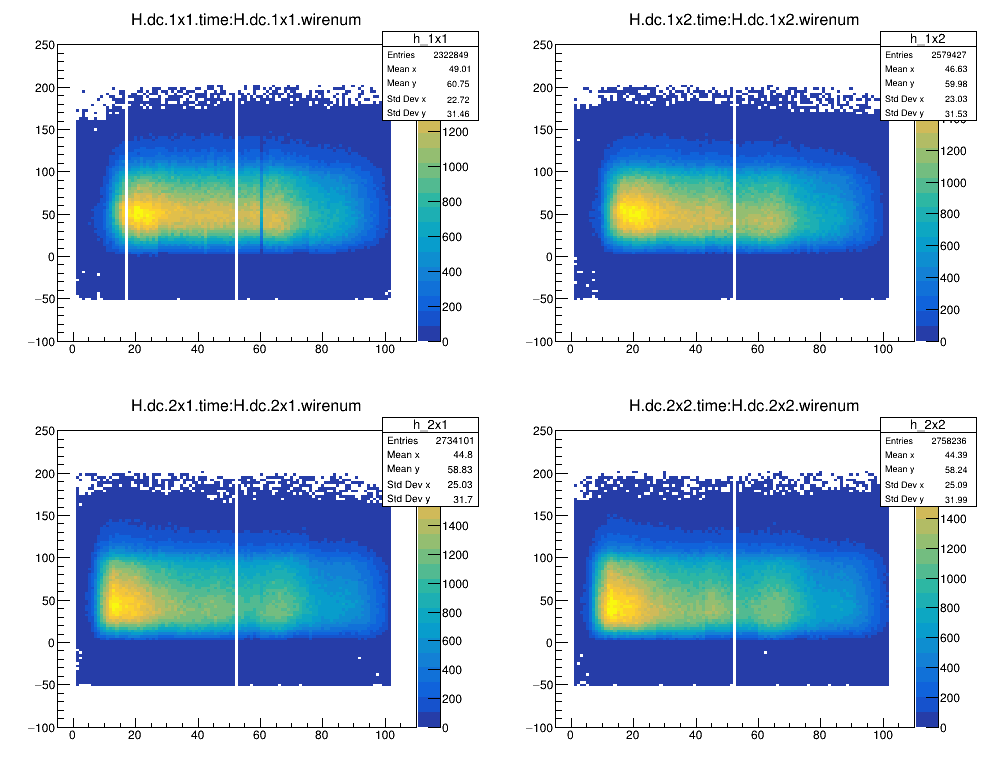 H.dc.1x1.time:H.dc.1x1.wirenum
h_1x1
Entries 2322849
Mean x 49.01
Mean y 60.75
Std Dev x 22.72
Std Dev y 31.46
250
200
150
100
50
0
−50
−100
0 20 40 60 80 100
1200
1000
800
600
400
200
0
H.dc.1x2.time:H.dc.1x2.wirenum
h_1x2
Entries 2579427
Mean x 46.63
Mean y 59.98
Std Dev x 23.03
Std Dev y 31.53
250
200
150
100
50
0
−50
−100
0 20 40 60 80 100
1200
1000
800
600
400
200
0
H.dc.2x1.time:H.dc.2x1.wirenum
h_2x1
Entries 2734101
Mean x 44.8
Mean y 58.83
Std Dev x 25.03
Std Dev y 31.7
250
200
150
100
50
0
−50
−100
0 20 40 60 80 100
1400
1200
1000
800
600
400
200
0
H.dc.2x2.time:H.dc.2x2.wirenum
h_2x2
Entries 2758236
Mean x 44.39
Mean y 58.24
Std Dev x 25.09
Std Dev y 31.99
250
200
150
100
50
0
−50
−100
0 20 40 60 80 100
1400
1200
1000
800
600
400
200
0